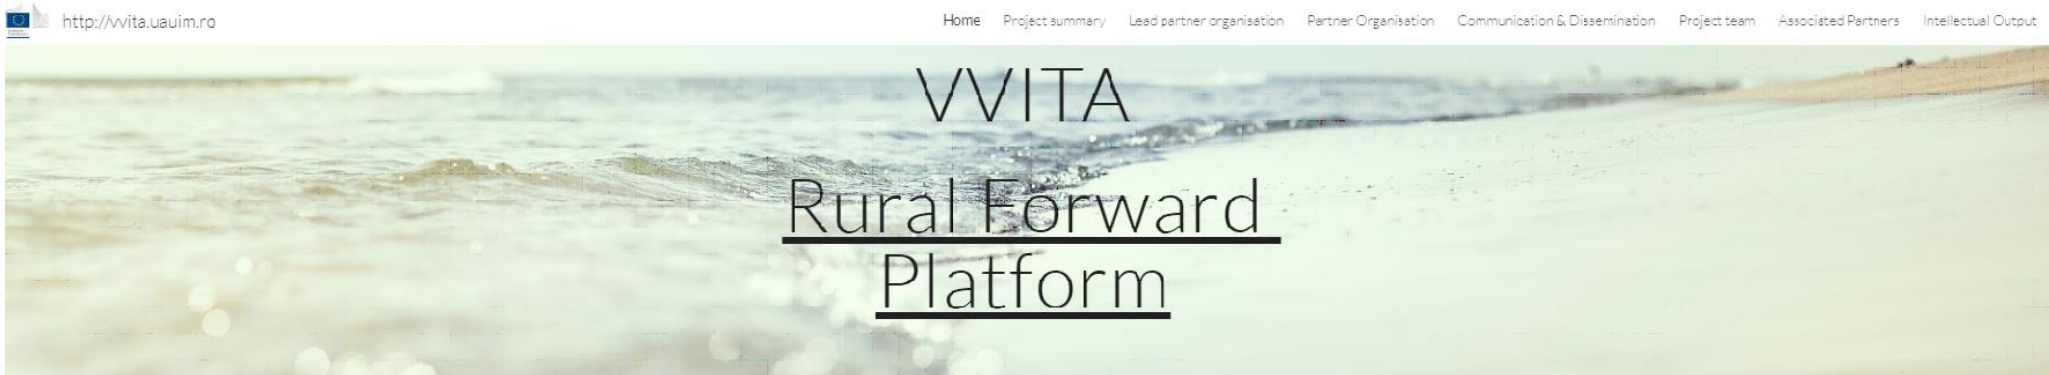 http://vvita.uauim.ro
Home Project summary Lead partner organisation Partner Organisation Communication & Dissemination Project team Associated Partners Intellectual Output
VVITA
Rural Forward
Platform